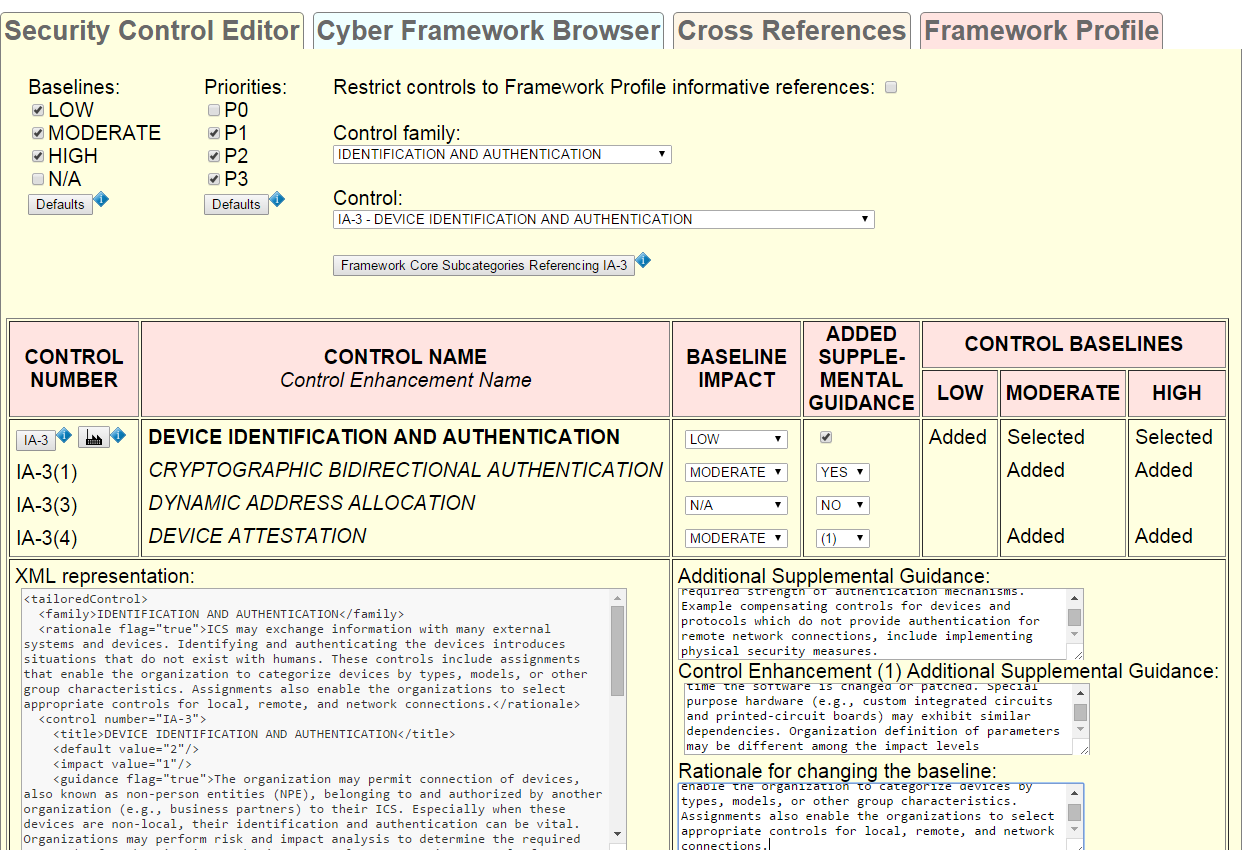 Security Control Editor
Cyber Framework Browser
Cross References
Framework Profile
Baselines:
LOW
MODERATE
HIGH
N/A
Defaults
Priorities:
P0
P1
P2
P3
Defaults
Restrict controls to Framework Profile informative references:
Control family:
IDENTIFICATION AND AUTHENTICATION
Control:
IA-3 - DEVICE IDENTIFICATION AND AUTHENTICATION
Framework Core Subcategories Referencing IA-3
CONTROL
NUMBER
CONTROL NAME
Control Enhancement Name
BASELINE
IMPACT
ADDED
SUPPLE-
MENTAL
GUIDANCE
CONTROL BASELINES
LOW
MODERATE
HIGH
IA-3
DEVICE IDENTIFICATION AND AUTHENTICATION
LOW
Added
Selected
Selected
IA-3(1)
CRYPTOGRAPHIC BIDIRECTIONAL AUTHENTICATION
MODERATE
YES
Added
Added
IA-3(3)
DYNAMIC ADDRESS ALLOCATION
N/A
NO
IA-3(4)
DEVICE ATTESTATION
MODERATE
(1)
Added
Added
XML representation:
<tailoredControl>
<family>IDENTIFICATION AND AUTHENTICATION</family>
<rationale flag="true">ICS may exchange information with many external
systems and devices. Identifying and authenticating the devices introduces
situations that do not exist with humans. These controls include assignments
that enable the organization to categorize devices by types, models, or other
group characteristics. Assignments also enable the organizations to select
appropriate controls for local, remote, and network connections.</rationale>
<control number="IA-3">
<title>DEVICE IDENTIFICATION AND AUTHENTICATION</title>
<default value="2"/>
<impact value="1"/>
<guidance flag="true">The organization may permit connection of devices,
also known as non-person entities (NPE), belonging to and authorized by another
organization (e.g., business partners) to their ICS. Especially when these
devices are non-local, their identification and authentication can be vital.
Organizations may perform risk and impact analysis to determine the required
Additional Supplemental Guidance:
required strength of authentication mechanisms.
Example compensating controls for devices and
protocols which do not provide authentication for
remote network connections, include implementing
physical security measures.
Control Enhancement (1) Additional Supplemental Guidance:
time the software is changed or patched. Special
purpose hardware (e.g., custom integrated circuits
and printed-circuit boards) may exhibit similar
dependencies. Organization definition of parameters
may be different among the impact levels
Rationale for changing the baseline:
enable the organization to categorize devices by
types, models, or other group characteristics.
Assignments also enable the organizations to select
appropriate controls for local, remote, and network
connections.